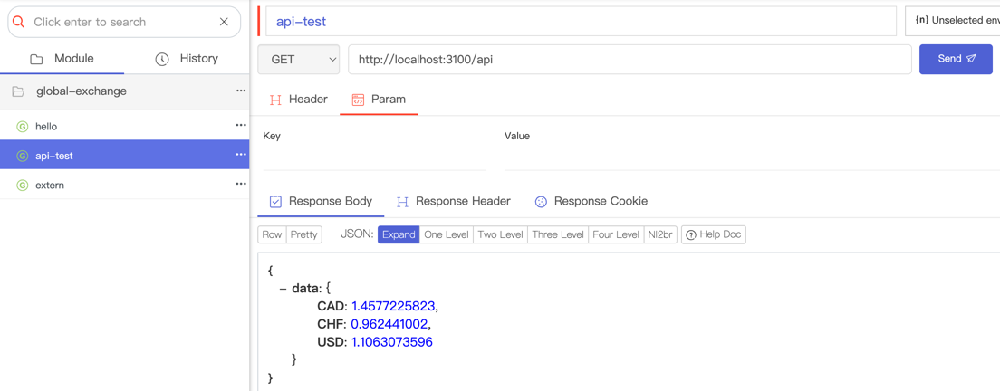 Click enter to search
Module
History
global-exchange
hello
api-test
extern
api-test
{n} Unselected env
GET
http://localhost:3100/api
Send
Header
Param
Key
Value
Response Body
Response Header
Response Cookie
Row
Pretty
JSON:
Expand
One Level
Two Level
Three Level
Four Level
Nl2br
Help Doc
{
– data: {
CAD: 1.4577225823,
CHF: 0.962441002,
USD: 1.1063073596
}
}